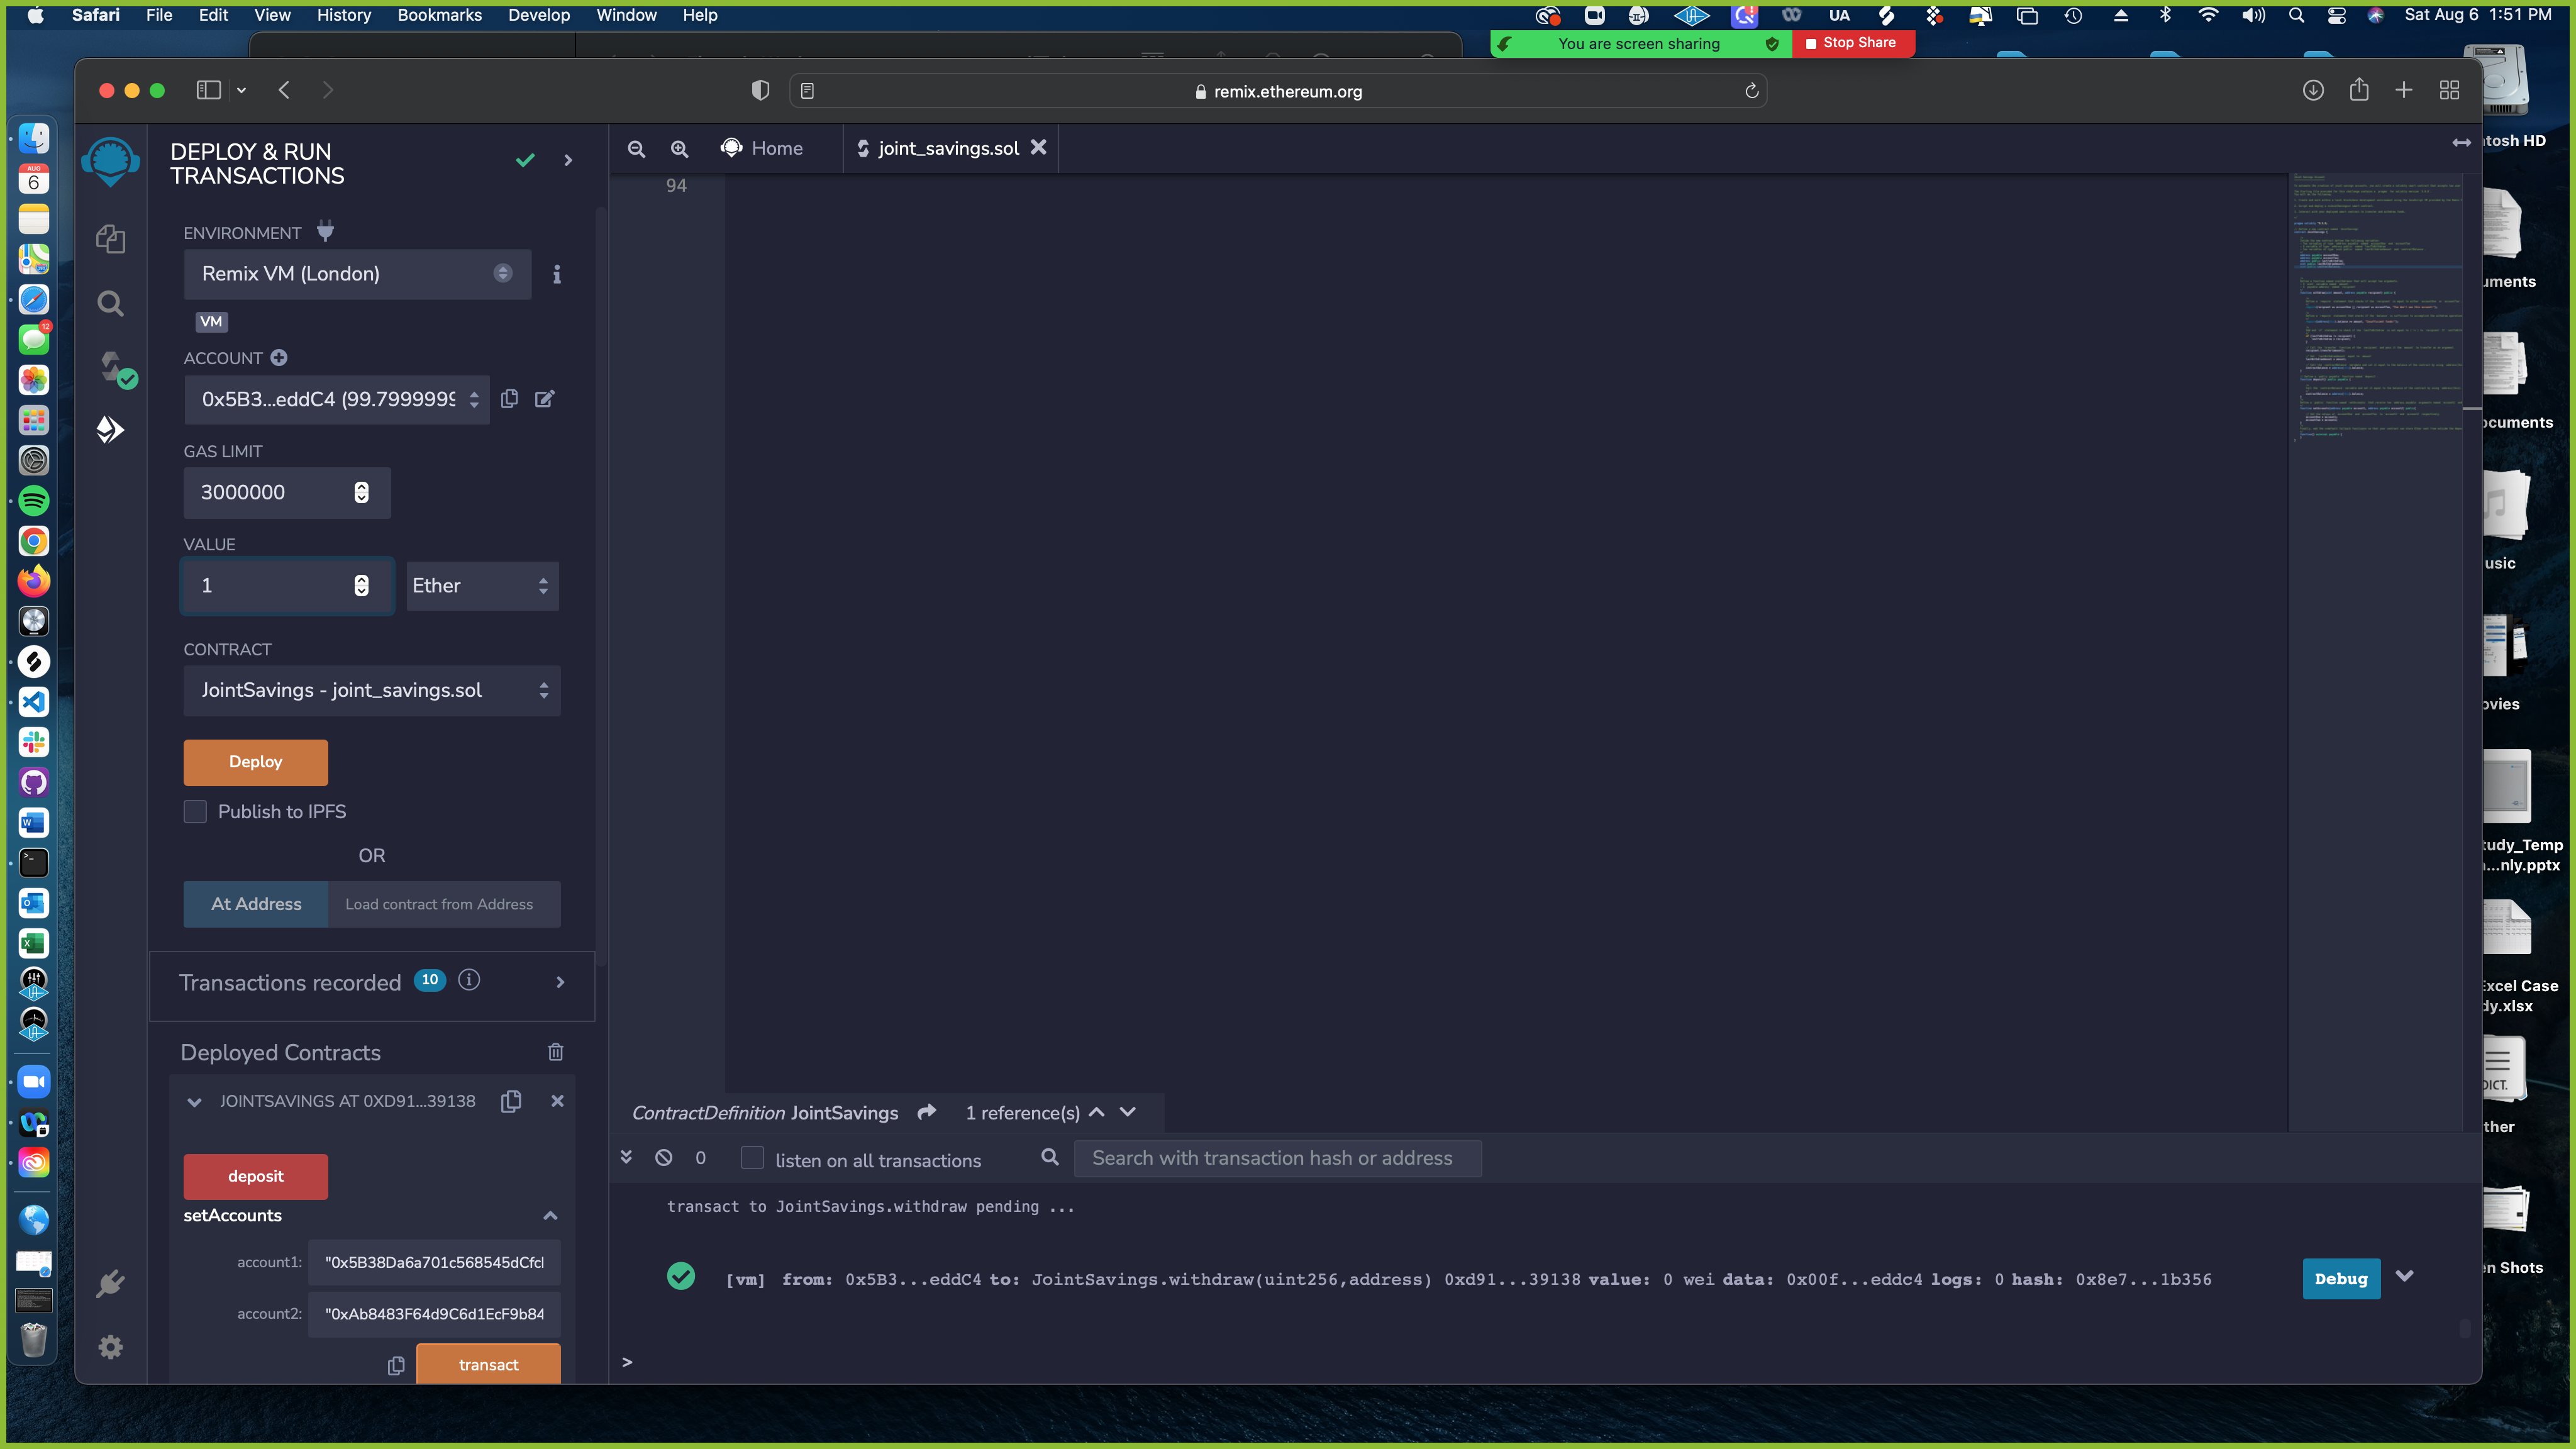 Safari File Edit View History Bookmarks Develop Window Help
UA
Sat Aug 6 1:51 PM
You are screen sharing
Stop Share
remix.ethereum.org
AUG
6
12
DEPLOY & RUN
TRANSACTIONS
Home
joint_savings.sol
94
ENVIRONMENT
Remix VM (London)
VM
ACCOUNT
0x5B3...eddC4 (99.7999999
GAS LIMIT
3000000
VALUE
1
Ether
CONTRACT
JointSavings - joint_savings.sol
Deploy
Publish to IPFS
OR
At Address
Load contract from Address
Transactions recorded 10
Deployed Contracts
JOINTSAVINGS AT 0XD91...39138
deposit
setAccounts
account1: "0x5B38Da6a701c568545dCfcl
account2: "0xAb8483F64d9C6d1EcF9b84
transact
ContractDefinition JointSavings
1 reference(s)
0
listen on all transactions
Search with transaction hash or address
transact to JointSavings.withdraw pending ...
[vm] from: 0x5B3...eddC4 to: JointSavings.withdraw(uint256,address) 0xd91...39138 value: 0 wei data: 0x00f...eddc4 logs: 0 hash: 0x8e7...1b356
Debug
>
tosh HD
uments
ocuments
usic
ovies
tudy_Temp
...nly.pptx
Excel Case
dy.xlsx
DICT.
ther
en Shots